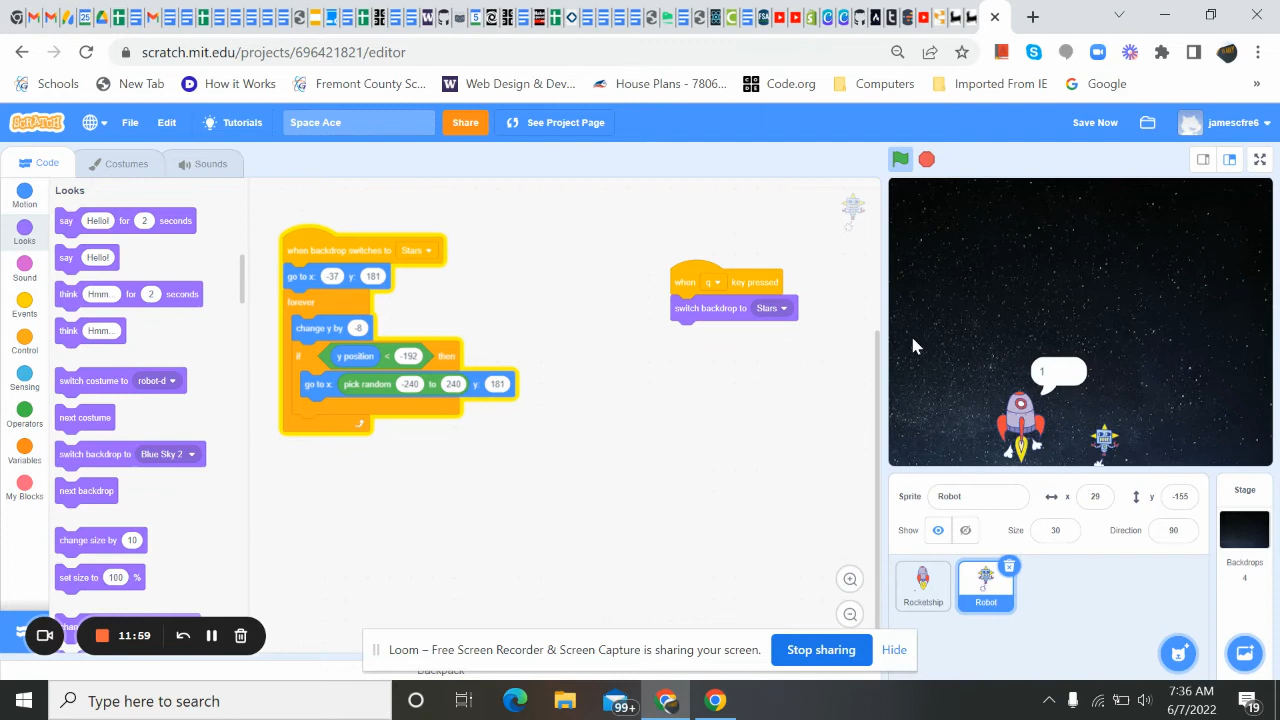 scratch.mit.edu/projects/696421821/editor
Schools
New Tab
How it Works
Fremont County Sc...
Web Design & Dev...
House Plans - 7806...
Code.org
Computers
Imported From IE
Google
»
SCRATCH
File
Edit
Tutorials
Space Ace
Share
See Project Page
Save Now
jamescfre6
Code
Costumes
Sounds
Motion
Looks
Sound
Events
Control
Sensing
Operators
Variables
My Blocks
Looks
say Hello! for 2 seconds
say Hello!
think Hmm... for 2 seconds
think Hmm...
switch costume to robot-d
next costume
switch backdrop to Blue Sky 2
next backdrop
change size by 10
set size to 100 %
when backdrop switches to Stars
go to x: -37 y: 181
forever
change y by -8
if y position < -192 then
go to x: pick random -240 to 240 y: 181
when q key pressed
switch backdrop to Stars
1
Sprite Robot x 29 y -155
Show Size 30 Direction 90
Rocketship
Robot
Stage
Backdrops
4
11:59
Loom – Free Screen Recorder & Screen Capture is sharing your screen.
Stop sharing
Hide
Type here to search
99+
7:36 AM
6/7/2022
19